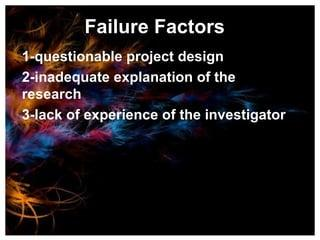 Failure Factors
1-questionable project design
2-inadequate explanation of the
research
3-lack of experience of the investigator